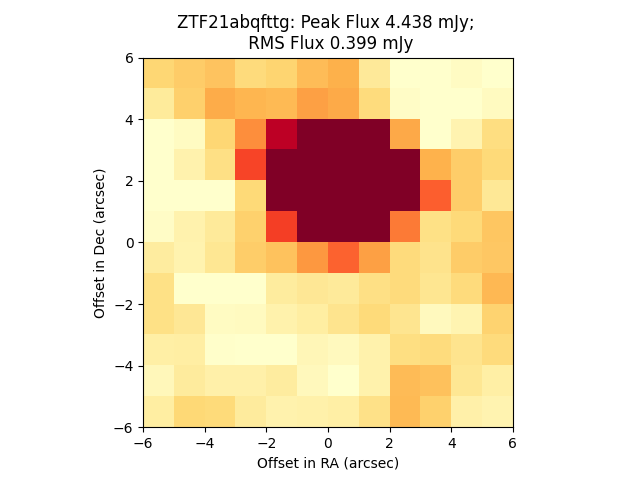 ZTF21abqfttg: Peak Flux 4.438 mJy;
RMS Flux 0.399 mJy
6
4
2
0
−2
−4
−6
Offset in Dec (arcsec)
−6 −4 −2 0 2 4 6
Offset in RA (arcsec)